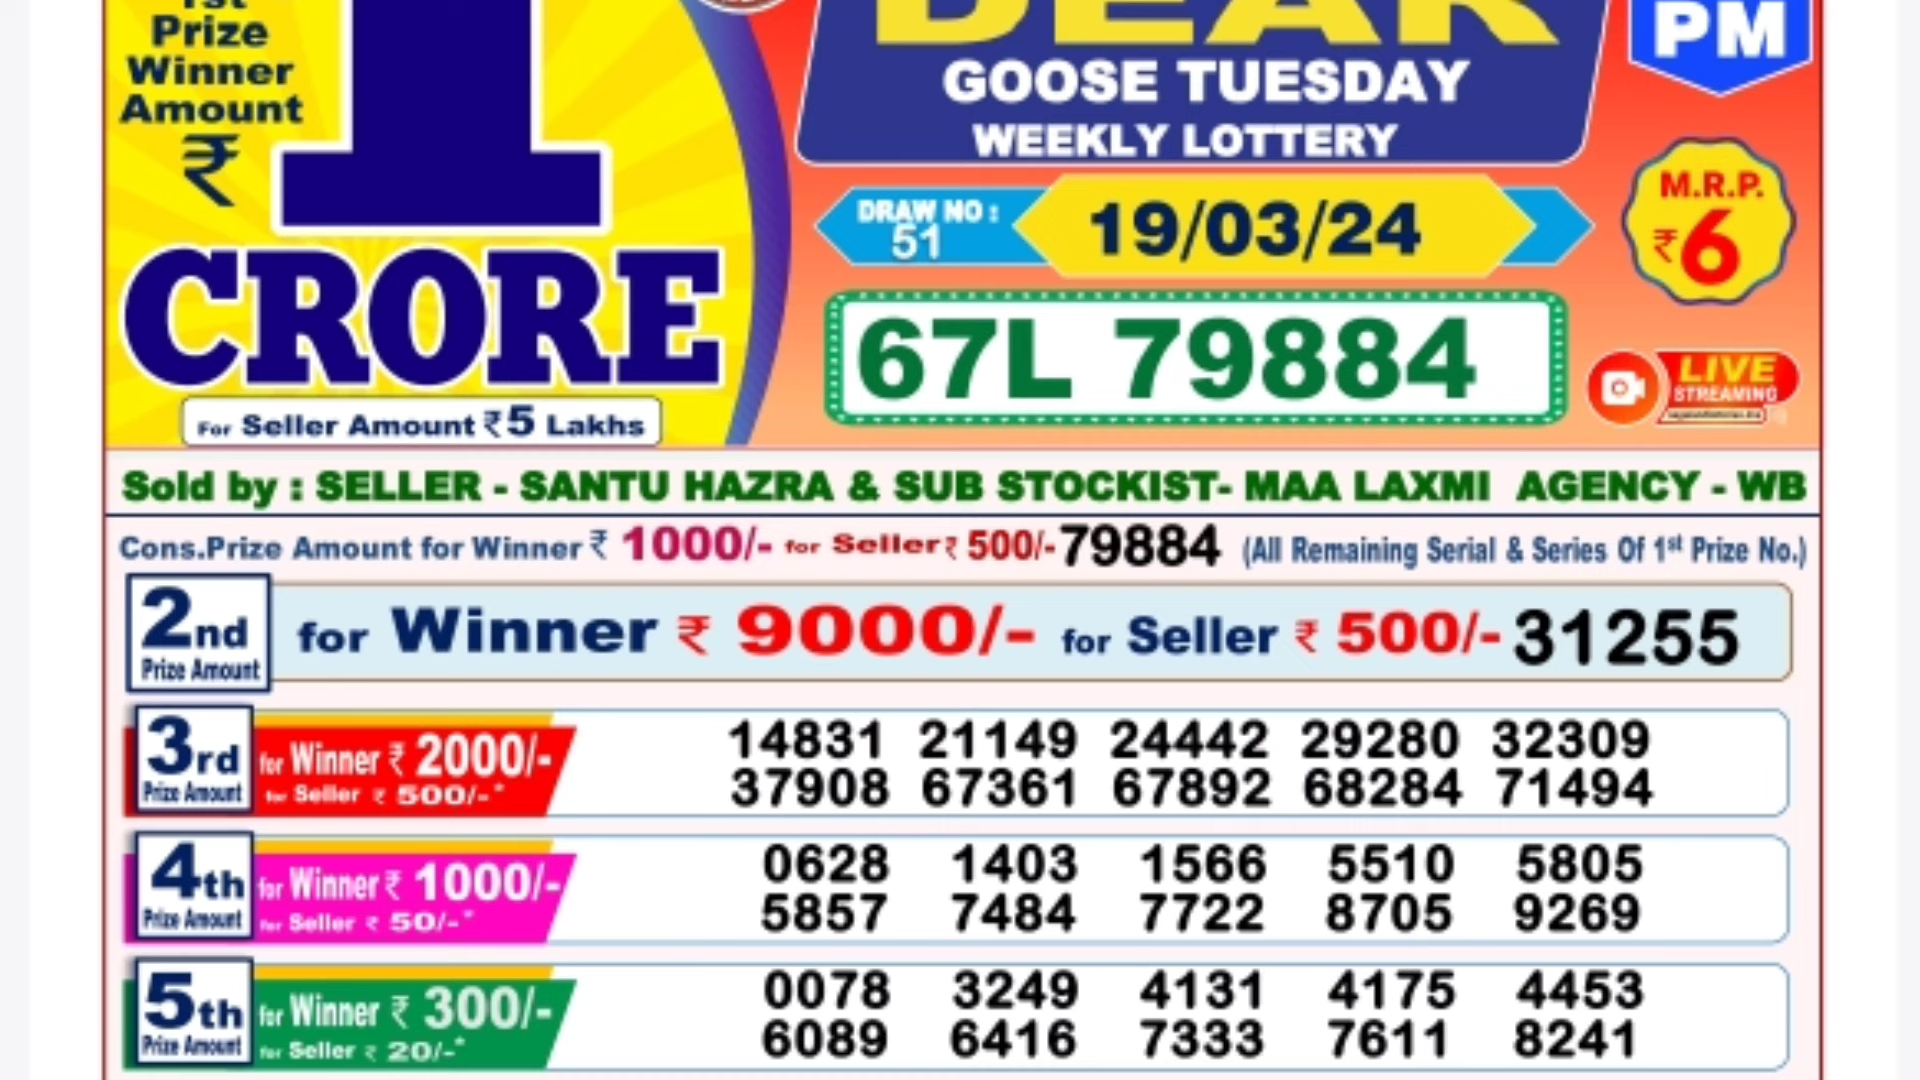 1st
Prize
Winner
Amount
₹
1
CRORE
For Seller Amount ₹5 Lakhs
DEAR
GOOSE TUESDAY
WEEKLY LOTTERY
PM
DRAW NO :
51
19/03/24
M.R.P.
₹6
67L 79884
LIVE
STREAMING
Sold by : SELLER - SANTU HAZRA & SUB STOCKIST- MAA LAXMI AGENCY - WB
Cons.Prize Amount for Winner ₹ 1000/- for Seller ₹ 500/- 79884 (All Remaining Serial & Series Of 1st Prize No.)
2nd
Prize Amount
for Winner ₹ 9000/- for Seller ₹ 500/- 31255
3rd
Prize Amount
for Winner ₹ 2000/-
for Seller ₹ 500/-*
14831 21149 24442 29280 32309
37908 67361 67892 68284 71494
4th
Prize Amount
for Winner ₹ 1000/-
for Seller ₹ 50/-*
0628 1403 1566 5510 5805
5857 7484 7722 8705 9269
5th
Prize Amount
for Winner ₹ 300/-
for Seller ₹ 20/-*
0078 3249 4131 4175 4453
6089 6416 7333 7611 8241